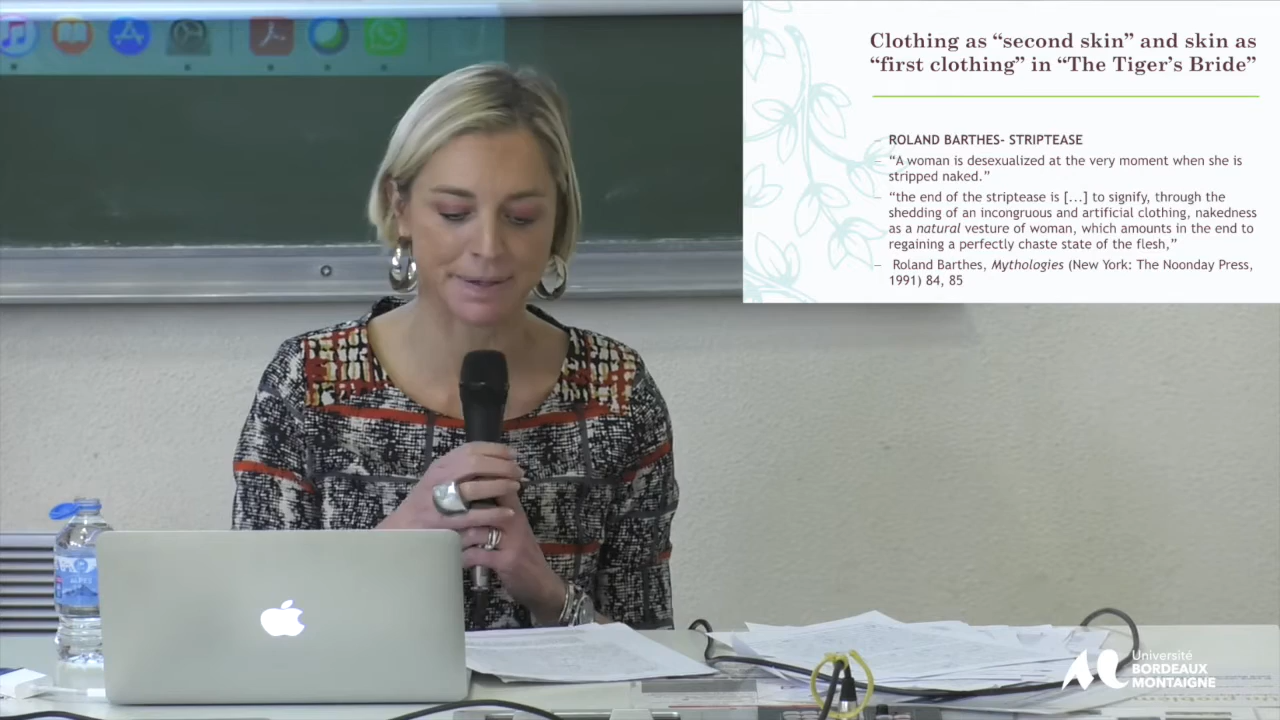 Clothing as “second skin” and skin as
“first clothing” in “The Tiger’s Bride”
– ROLAND BARTHES- STRIPTEASE
– “A woman is desexualized at the very moment when she is
stripped naked.”
– “the end of the striptease is [...] to signify, through the
shedding of an incongruous and artificial clothing, nakedness
as a natural vesture of woman, which amounts in the end to
regaining a perfectly chaste state of the flesh,”
– Roland Barthes, Mythologies (New York: The Noonday Press,
1991) 84, 85
Université
BORDEAUX
MONTAIGNE